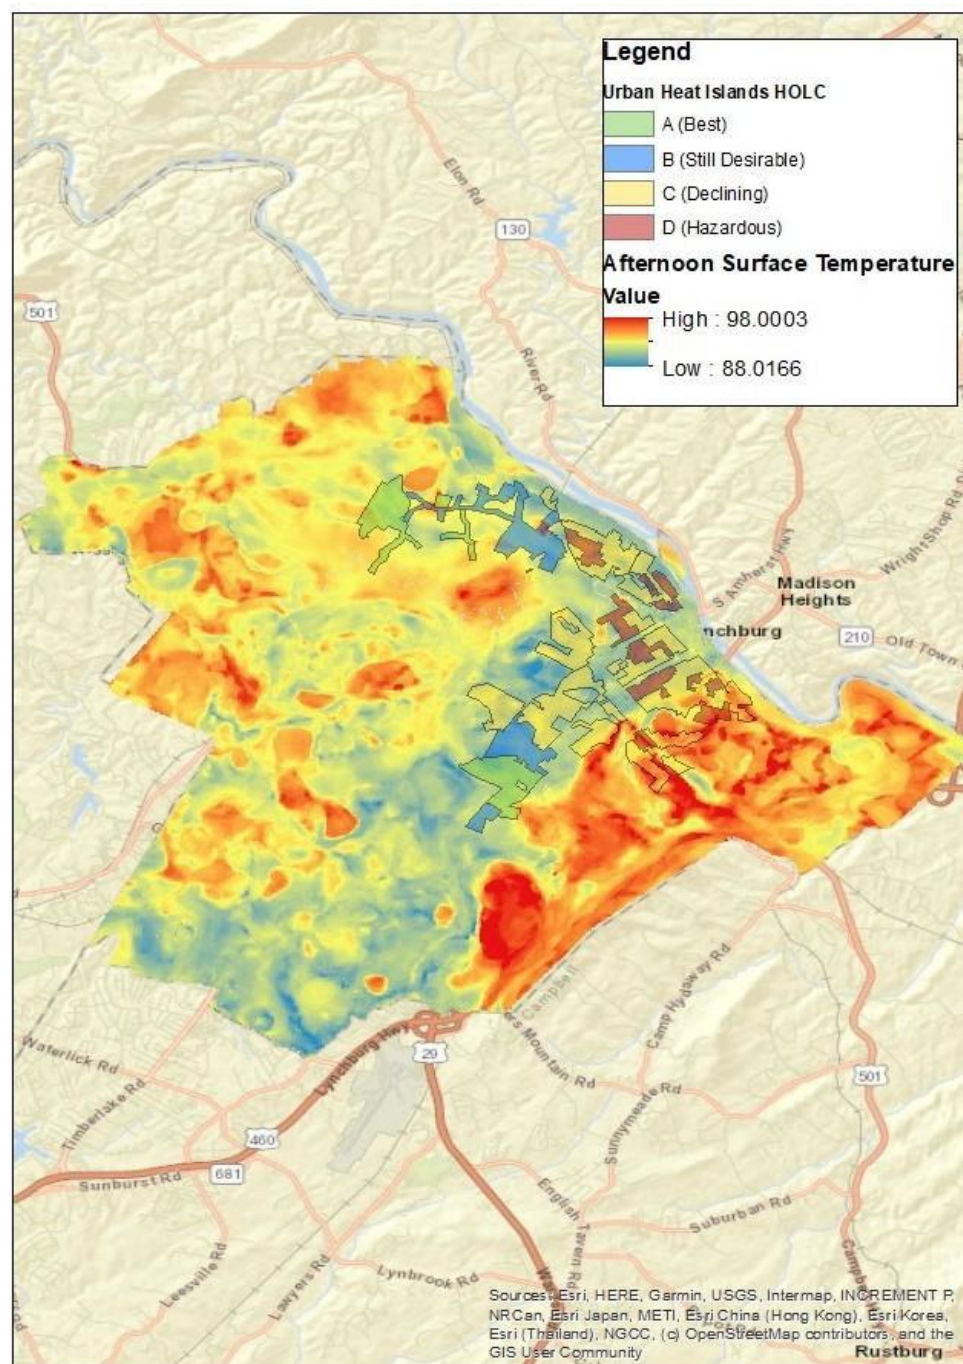 Legend
Urban Heat Islands HOLC
A (Best)
B (Still Desirable)
C (Declining)
D (Hazardous)
Afternoon Surface Temperature
Value
High : 98.0003
Low : 88.0166
Elon Rd
130
501
River Rd
S Amherst Hwy
WrightShop Rd
Madison
Heights
nchburg
210
Old Town
Campbell
Camp Hydaway Rd
es Mountain Rd
Lynchburg Hwy
29
Waterlick Rd
Timberlake Rd
501
Sunnymeade Rd
460
681
Sunburst Rd
English Tavern Rd
Suburban Rd
Leesville Rd
Lawyers Rd
Lynbrook Rd
Sources: Esri, HERE, Garmin, USGS, Intermap, INCREMENT P,
NRCan, Esri Japan, METI, Esri China (Hong Kong), Esri Korea,
Esri (Thailand), NGCC, (c) OpenStreetMap contributors, and the
GIS User Community
Rustburg